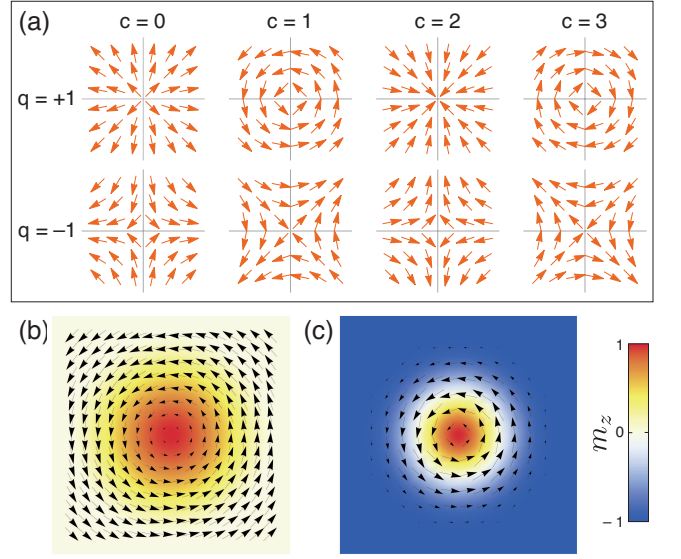 (a) c = 0 c = 1 c = 2 c = 3
q = +1
q = −1
(b) (c)
1
0
− 1
m_z